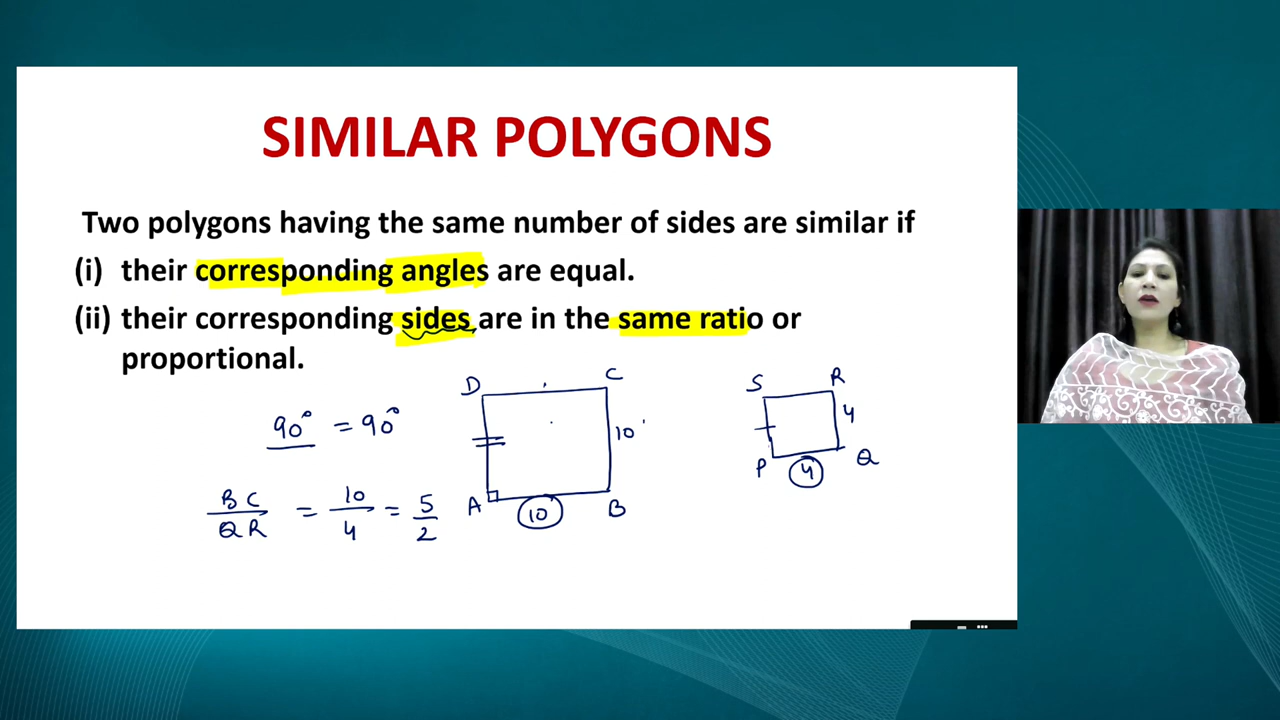 SIMILAR POLYGONS
Two polygons having the same number of sides are similar if
(i) their corresponding angles are equal.
(ii) their corresponding sides are in the same ratio or
proportional.
D C
S R
90° = 90°
10
4
P Q
4
BC/QR = 10/4 = 5/2
A B
10